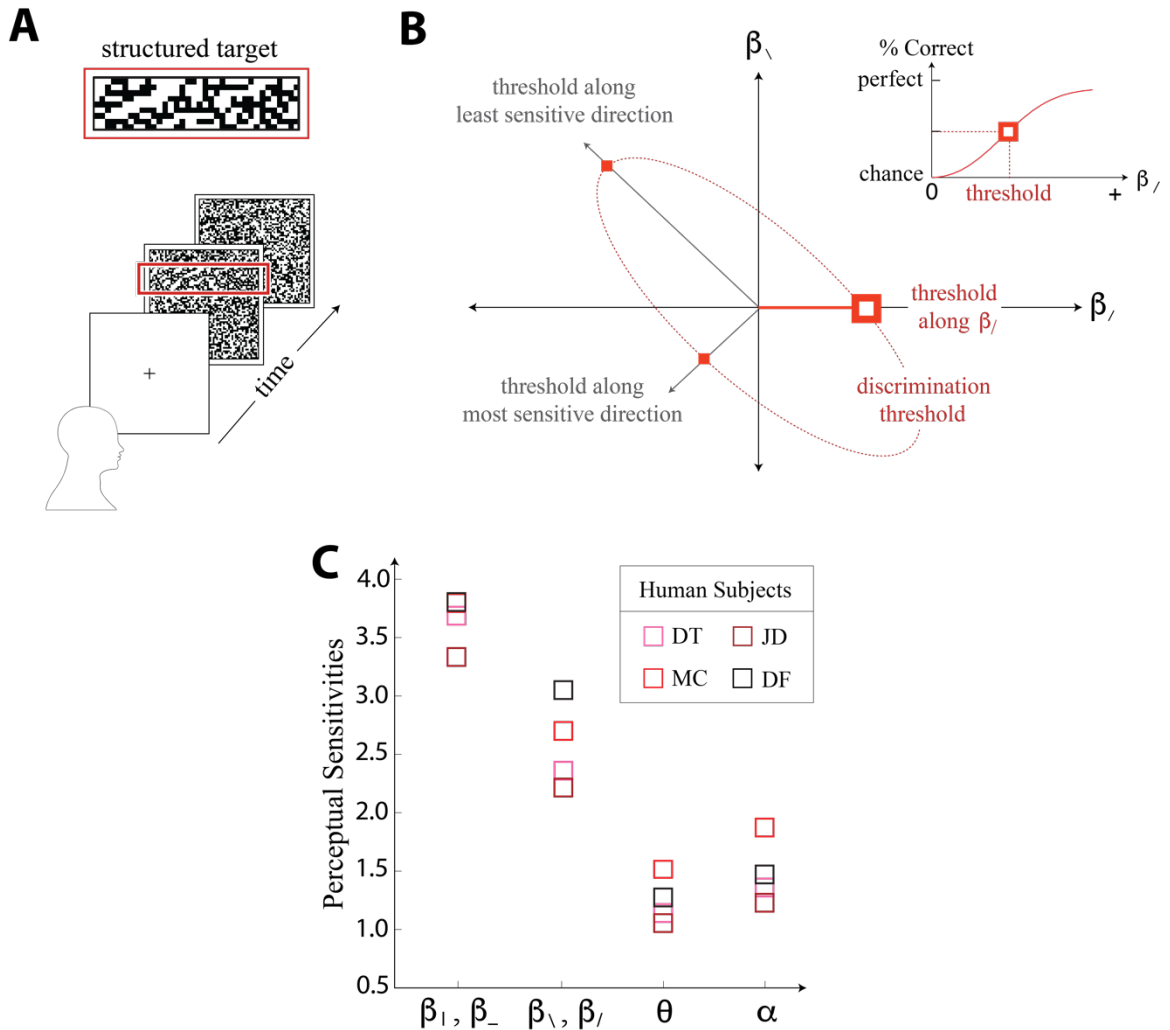 A
structured target
time
B
β\
threshold along
least sensitive direction
% Correct
perfect
chance
0
threshold
+
β/
threshold
along β/
β/
threshold along
most sensitive direction
discrimination
threshold
C
Perceptual Sensitivities
4.0
3.5
3.0
2.5
2.0
1.5
1.0
0.5
Human Subjects
DT
JD
MC
DF
β|, β_
β\, β/
θ
α